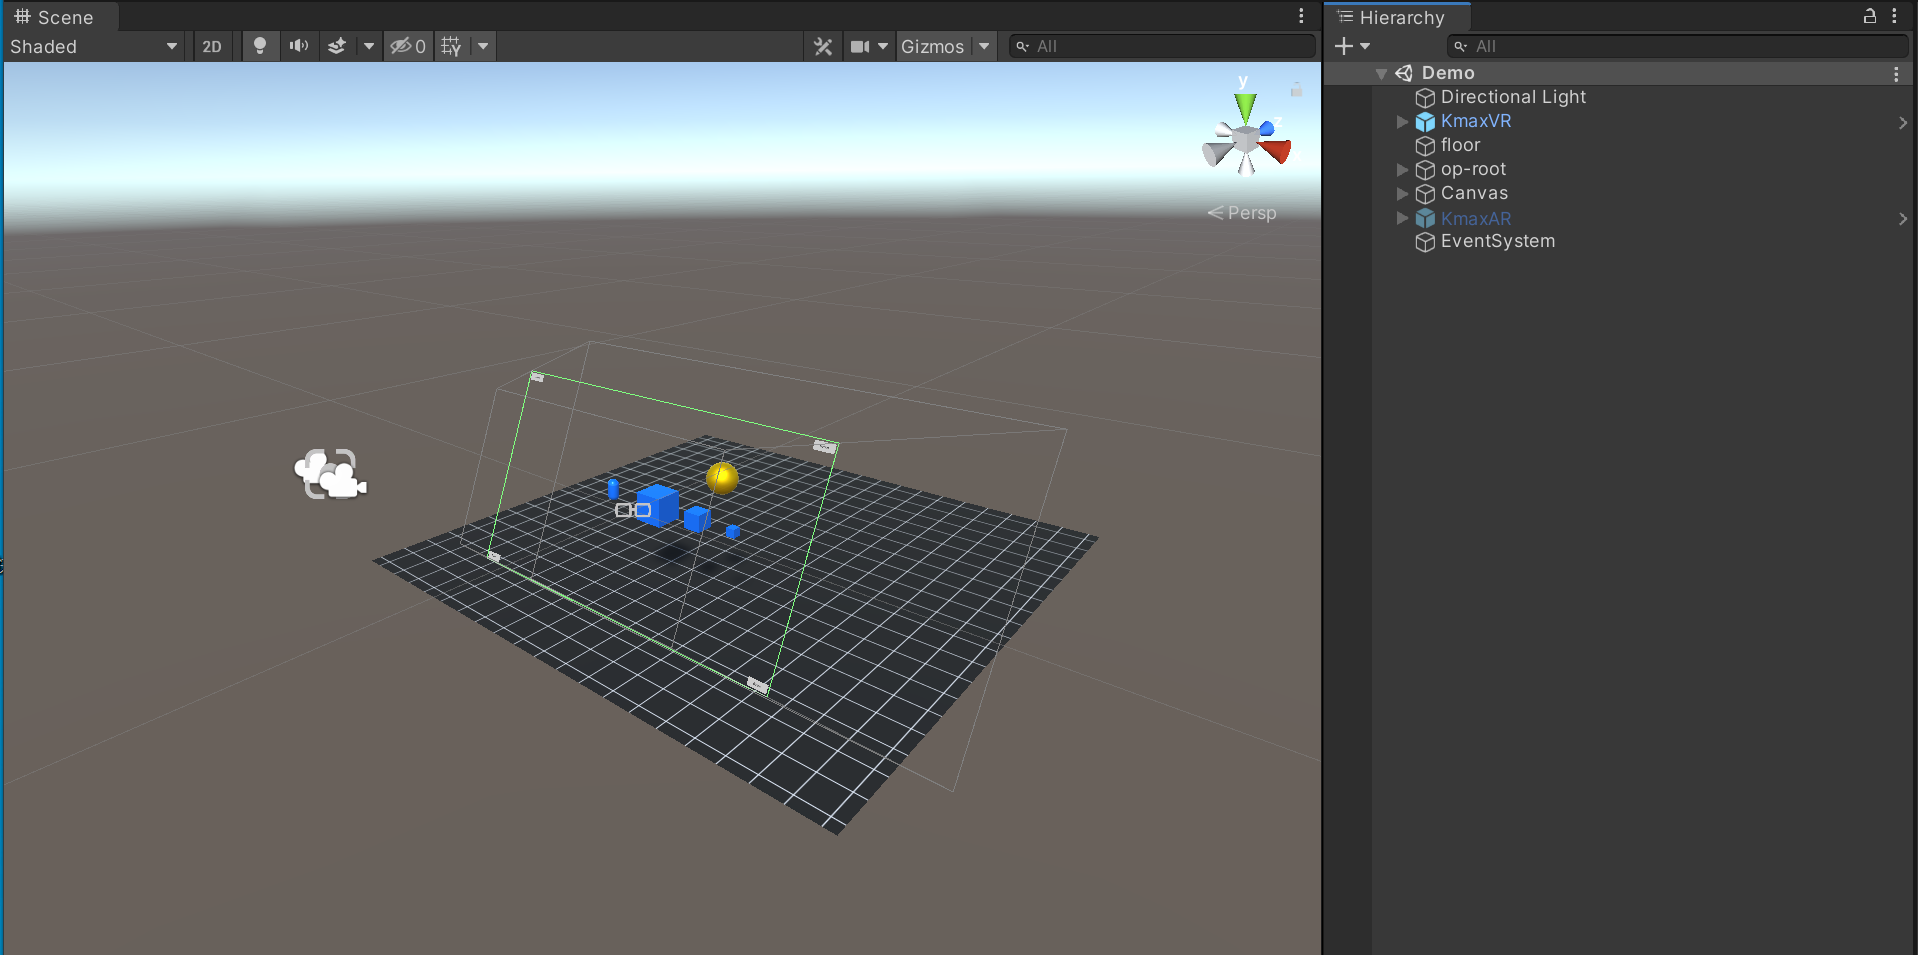 Scene
Shaded
2D
0
Gizmos
All
y
z
Persp
Hierarchy
All
Demo
Directional Light
KmaxVR
floor
op-root
Canvas
KmaxAR
EventSystem